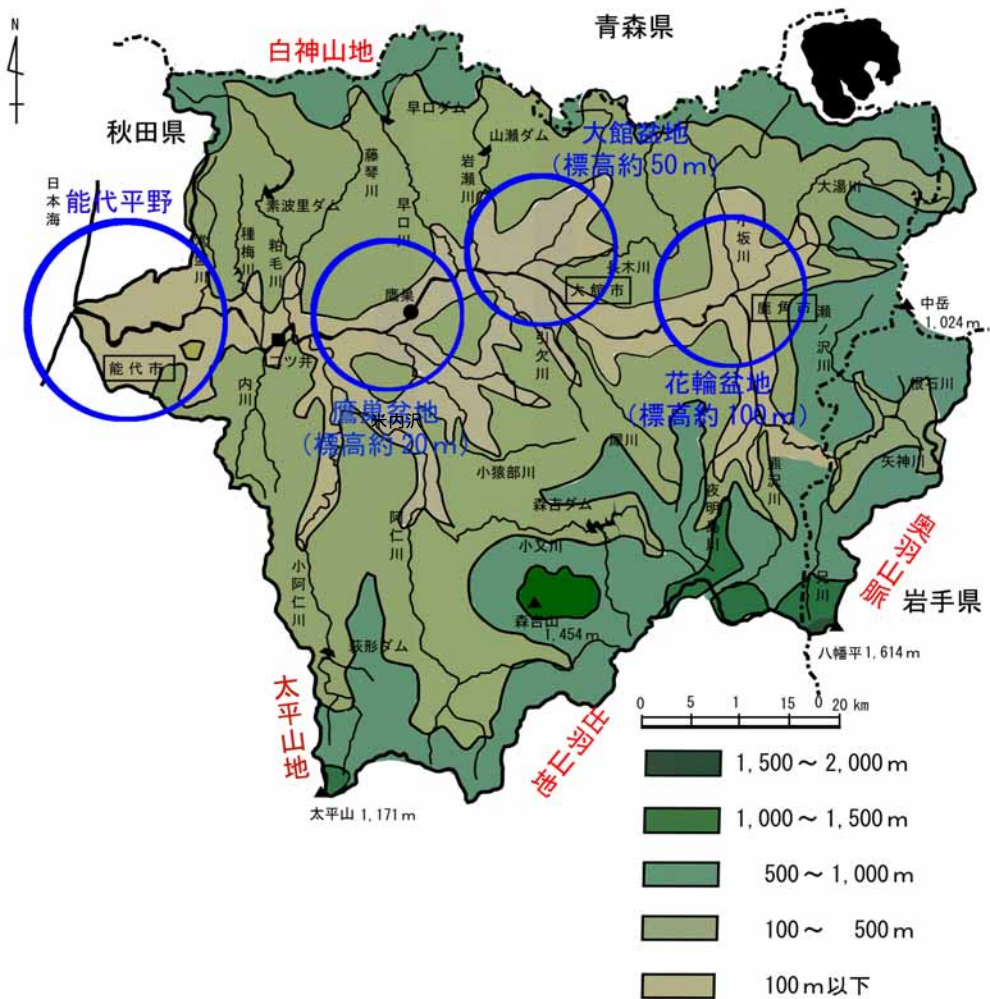 N
青森県
白神山地
早口ダム
秋田県
山瀬ダム
大館盆地
(標高約50m)
藤琴川
岩瀬川
大湯川
日本海
能代平野
素波里ダム
早口川
種梅川
粕毛川
小坂川
長木川
鷹巣
大館市
鹿角市
中岳
1,024m
瀬ノ沢川
引欠川
二ツ井
能代市
内川
花輪盆地
(標高約100m)
根石川
鷹巣盆地
米内沢
(標高約20m)
犀川
小猿部川
熊沢川
矢神川
森吉ダム
夜明島川
阿仁川
小又川
奥羽山脈
小阿仁川
兄川
岩手県
森吉山
1,454m
萩形ダム
八幡平 1,614m
太平山地
出羽山地
太平山 1,171m
0 5 1 15 0 20 km
1,500～2,000m
1,000～1,500m
500～1,000m
100～ 500m
100m以下